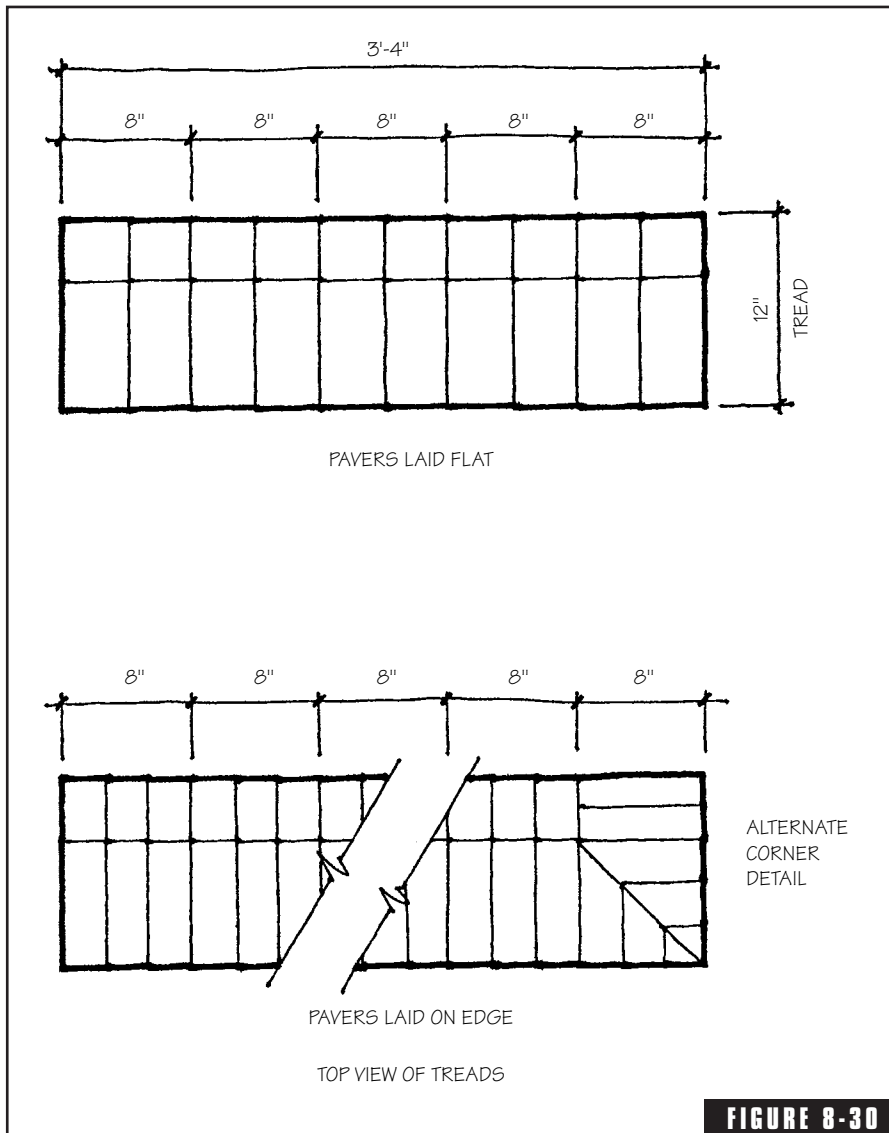 3'-4"
8" 8" 8" 8" 8"
12"
TREAD
PAVERS LAID FLAT
8" 8" 8" 8" 8"
ALTERNATE
CORNER
DETAIL
PAVERS LAID ON EDGE
TOP VIEW OF TREADS
FIGURE 8-30